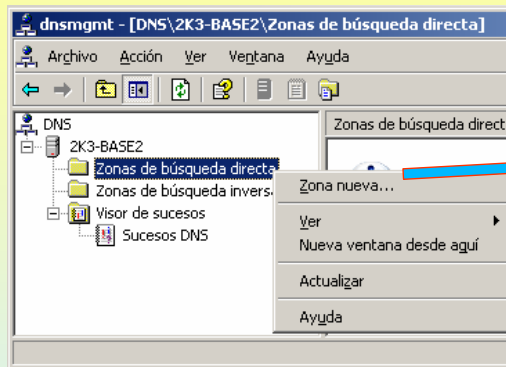 dnsmgmt - [DNS\2K3-BASE2\Zonas de búsqueda directa]
Archivo Acción Ver Ventana Ayuda
DNS
2K3-BASE2
Zonas de búsqueda directa
Zonas de búsqueda invers
Visor de sucesos
Sucesos DNS
Zonas de búsqueda direct
Zona nueva...
Ver
Nueva ventana desde aquí
Actualizar
Ayuda